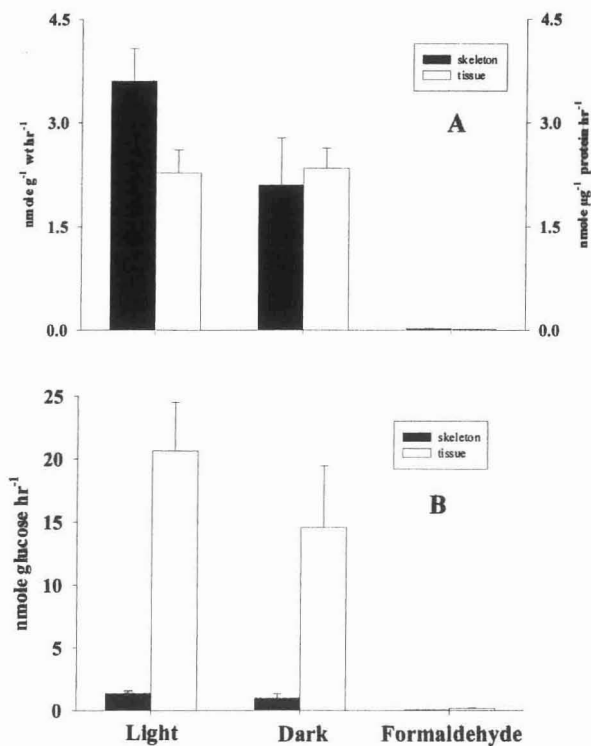 4.5
3.0
1.5
0.0
nmole g⁻¹ wt hr⁻¹
skeleton
tissue
A
4.5
3.0
1.5
0.0
nmole µg⁻¹ protein hr⁻¹
25
20
15
10
5
0
nmole glucose hr⁻¹
skeleton
tissue
B
Light Dark Formaldehyde